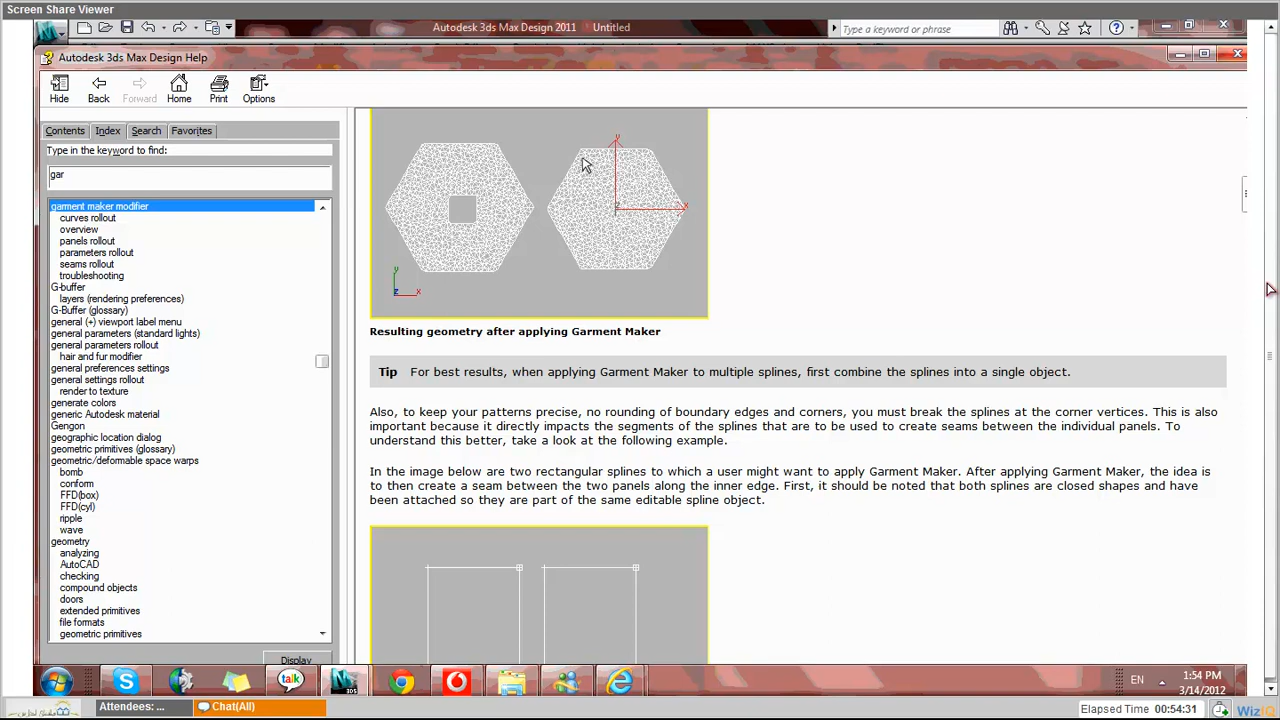 Screen Share Viewer
Autodesk 3ds Max Design 2011 Untitled
Type a keyword or phrase
Autodesk 3ds Max Design Help
Hide Back Forward Home Print Options
Contents Index Search Favorites
Type in the keyword to find:
gar
garment maker modifier
curves rollout
overview
panels rollout
parameters rollout
seams rollout
troubleshooting
G-buffer
layers (rendering preferences)
G-Buffer (glossary)
general (+) viewport label menu
general parameters (standard lights)
general parameters rollout
hair and fur modifier
general preferences settings
general settings rollout
render to texture
generate colors
generic Autodesk material
Gengon
geographic location dialog
geometric primitives (glossary)
geometric/deformable space warps
bomb
conform
FFD(box)
FFD(cyl)
ripple
wave
geometry
analyzing
AutoCAD
checking
compound objects
doors
extended primitives
file formats
geometric primitives
Display
y
x
z
y
z
x
Resulting geometry after applying Garment Maker
Tip For best results, when applying Garment Maker to multiple splines, first combine the splines into a single object.
Also, to keep your patterns precise, no rounding of boundary edges and corners, you must break the splines at the corner vertices. This is also
important because it directly impacts the segments of the splines that are to be used to create seams between the individual panels. To
understand this better, take a look at the following example.
In the image below are two rectangular splines to which a user might want to apply Garment Maker. After applying Garment Maker, the idea is
to then create a seam between the two panels along the inner edge. First, it should be noted that both splines are closed shapes and have
been attached so they are part of the same editable spline object.
talk
3DS
EN
1:54 PM
3/14/2012
Attendees: ...
Chat(All)
Elapsed Time 00:54:31
WizIQ